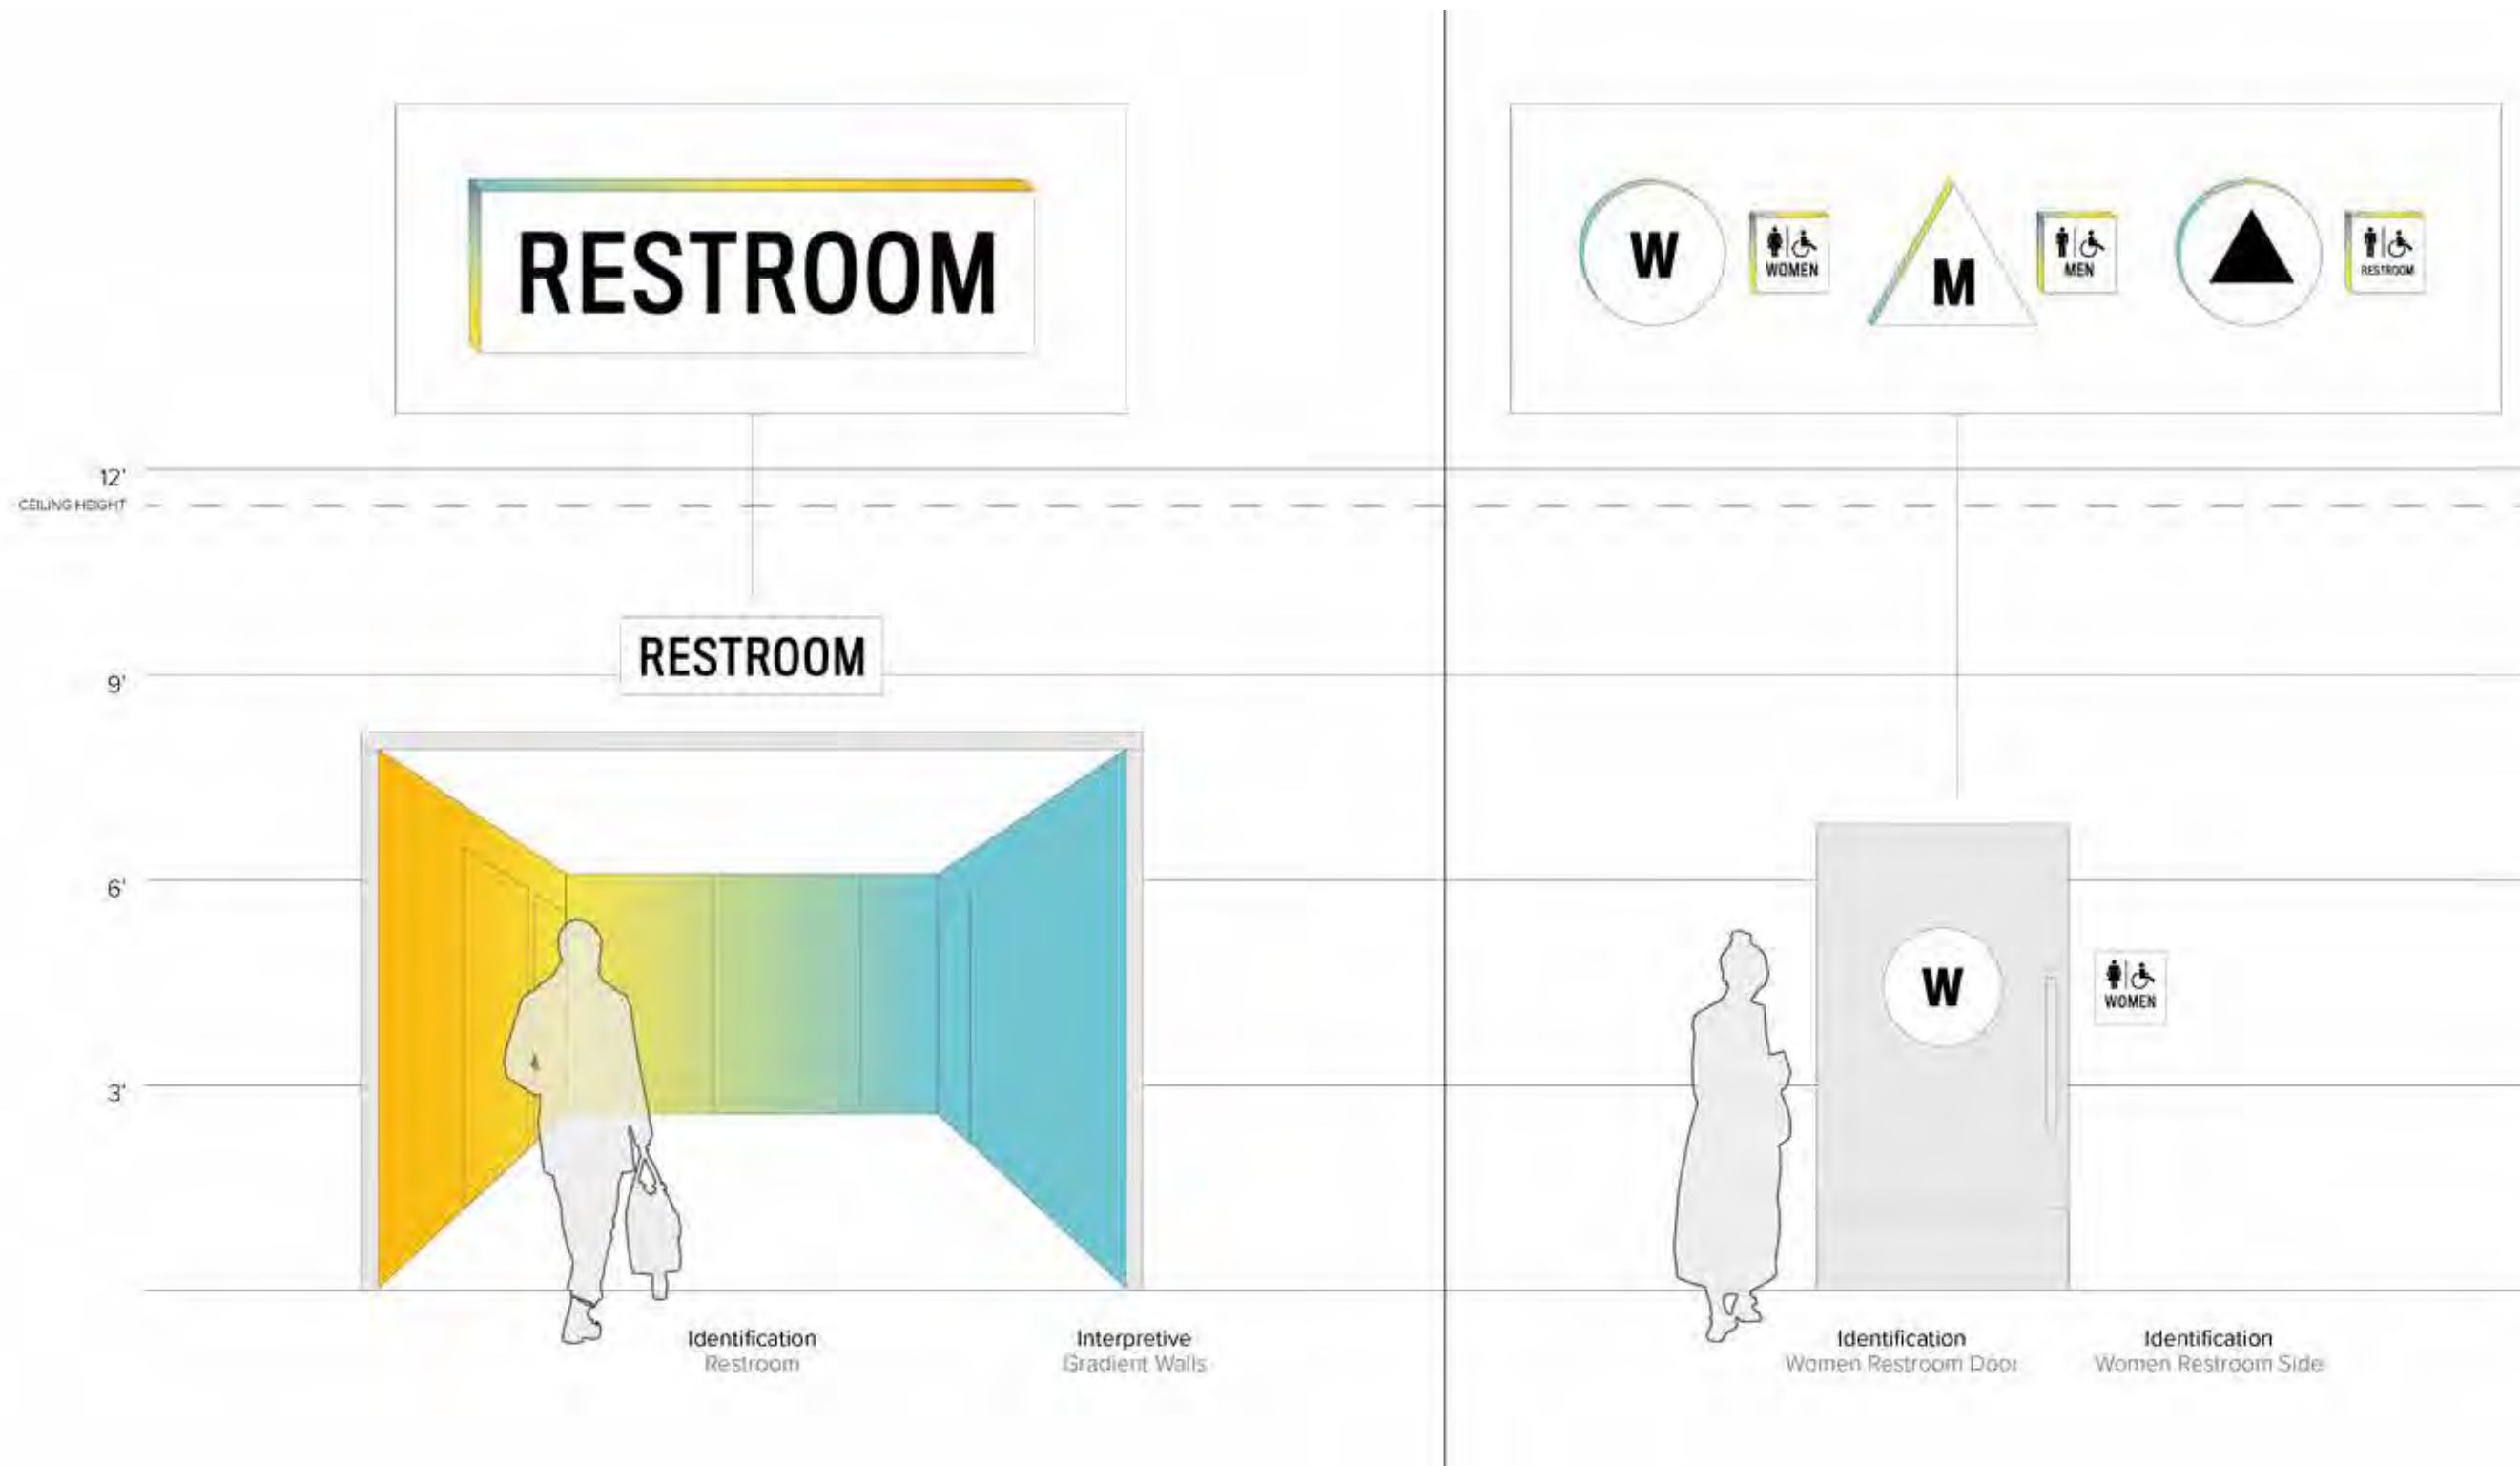 RESTROOM
W
WOMEN
M
MEN
RESTROOM
12'
CEILING HEIGHT
RESTROOM
9'
6'
3'
W
WOMEN
Identification
Restroom
Interpretive
Gradient Walls
Identification
Women Restroom Door
Identification
Women Restroom Side